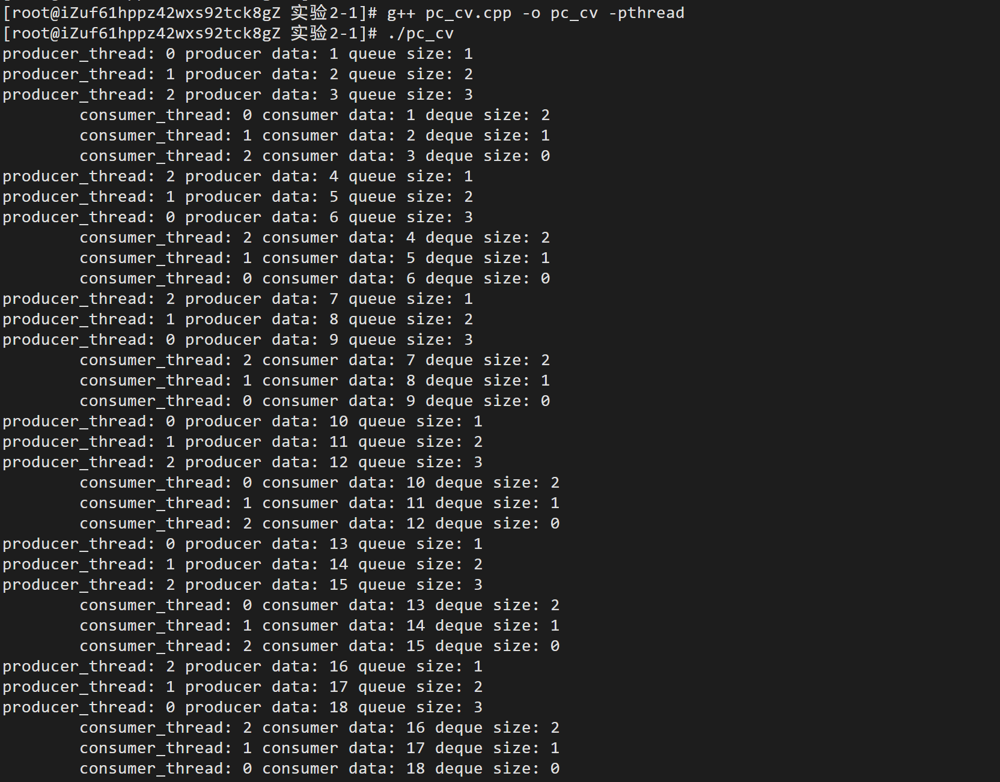 [root@iZuf61hppz42wxs92tck8gZ 实验2-1]# g++ pc_cv.cpp -o pc_cv -pthread
[root@iZuf61hppz42wxs92tck8gZ 实验2-1]# ./pc_cv
producer_thread: 0 producer data: 1 queue size: 1
producer_thread: 1 producer data: 2 queue size: 2
producer_thread: 2 producer data: 3 queue size: 3
        consumer_thread: 0 consumer data: 1 deque size: 2
        consumer_thread: 1 consumer data: 2 deque size: 1
        consumer_thread: 2 consumer data: 3 deque size: 0
producer_thread: 2 producer data: 4 queue size: 1
producer_thread: 1 producer data: 5 queue size: 2
producer_thread: 0 producer data: 6 queue size: 3
        consumer_thread: 2 consumer data: 4 deque size: 2
        consumer_thread: 1 consumer data: 5 deque size: 1
        consumer_thread: 0 consumer data: 6 deque size: 0
producer_thread: 2 producer data: 7 queue size: 1
producer_thread: 1 producer data: 8 queue size: 2
producer_thread: 0 producer data: 9 queue size: 3
        consumer_thread: 2 consumer data: 7 deque size: 2
        consumer_thread: 1 consumer data: 8 deque size: 1
        consumer_thread: 0 consumer data: 9 deque size: 0
producer_thread: 0 producer data: 10 queue size: 1
producer_thread: 1 producer data: 11 queue size: 2
producer_thread: 2 producer data: 12 queue size: 3
        consumer_thread: 0 consumer data: 10 deque size: 2
        consumer_thread: 1 consumer data: 11 deque size: 1
        consumer_thread: 2 consumer data: 12 deque size: 0
producer_thread: 0 producer data: 13 queue size: 1
producer_thread: 1 producer data: 14 queue size: 2
producer_thread: 2 producer data: 15 queue size: 3
        consumer_thread: 0 consumer data: 13 deque size: 2
        consumer_thread: 1 consumer data: 14 deque size: 1
        consumer_thread: 2 consumer data: 15 deque size: 0
producer_thread: 2 producer data: 16 queue size: 1
producer_thread: 1 producer data: 17 queue size: 2
producer_thread: 0 producer data: 18 queue size: 3
        consumer_thread: 2 consumer data: 16 deque size: 2
        consumer_thread: 1 consumer data: 17 deque size: 1
        consumer_thread: 0 consumer data: 18 deque size: 0